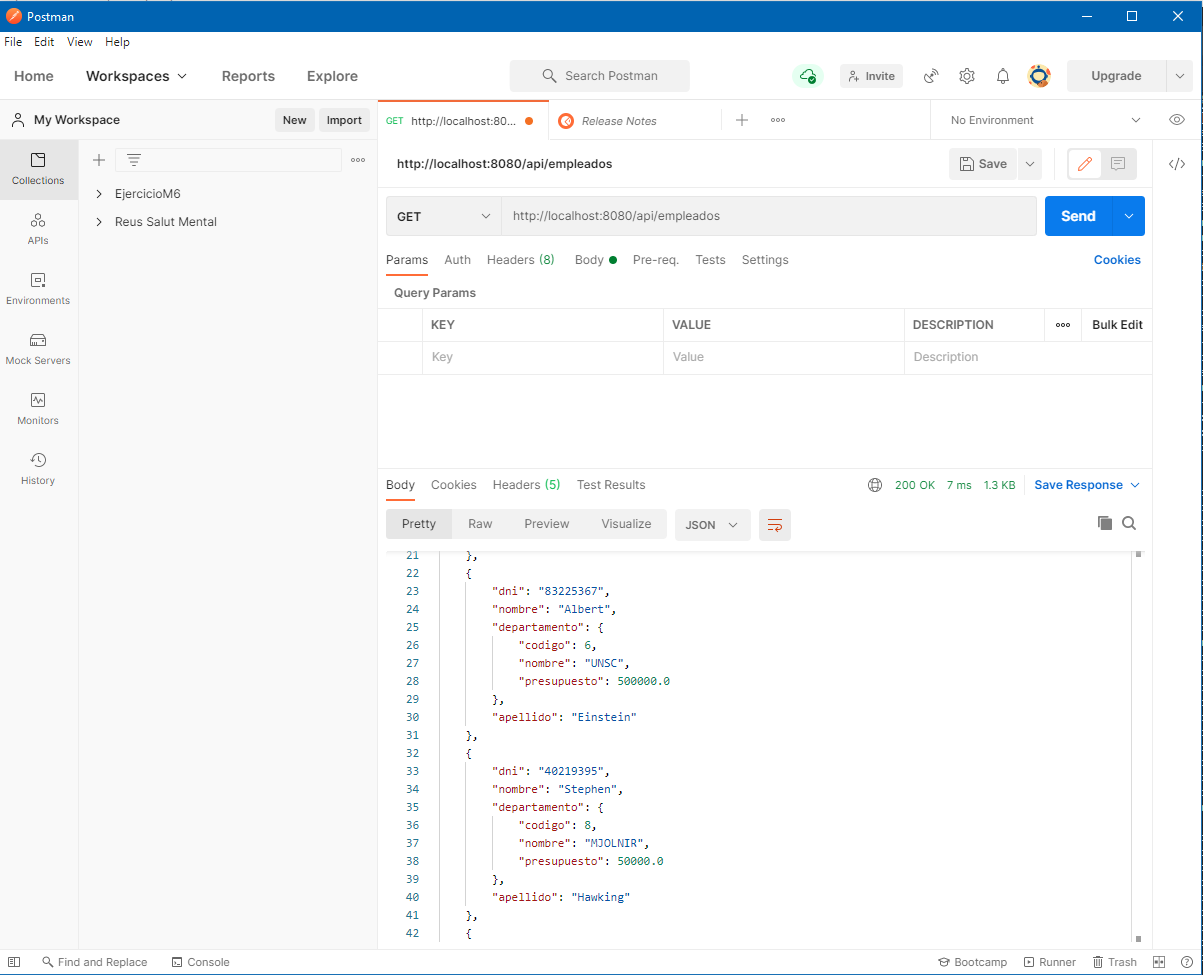 Postman
File Edit View Help
Home Workspaces Reports Explore Search Postman Invite Upgrade
My Workspace New Import
GET http://localhost:80... Release Notes No Environment
Collections
APIs
Environments
Mock Servers
Monitors
History
EjercicioM6
Reus Salut Mental
http://localhost:8080/api/empleados Save
GET http://localhost:8080/api/empleados Send
Params Auth Headers (8) Body Pre-req. Tests Settings Cookies
Query Params
KEY VALUE DESCRIPTION Bulk Edit
Key Value Description
Body Cookies Headers (5) Test Results 200 OK 7 ms 1.3 KB Save Response
Pretty Raw Preview Visualize JSON
21 },
22 {
23 "dni": "83225367",
24 "nombre": "Albert",
25 "departamento": {
26 "codigo": 6,
27 "nombre": "UNSC",
28 "presupuesto": 500000.0
29 },
30 "apellido": "Einstein"
31 },
32 {
33 "dni": "40219395",
34 "nombre": "Stephen",
35 "departamento": {
36 "codigo": 8,
37 "nombre": "MJOLNIR",
38 "presupuesto": 50000.0
39 },
40 "apellido": "Hawking"
41 },
42 {
Find and Replace Console Bootcamp Runner Trash